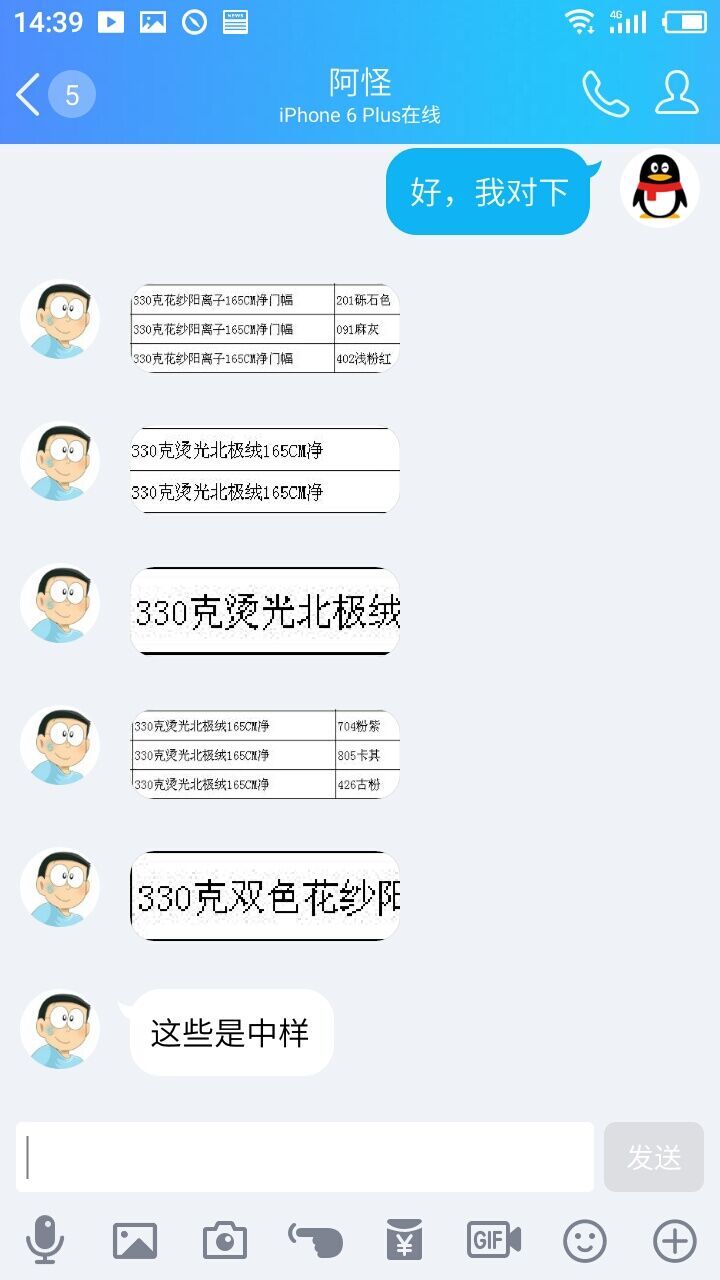 14:39
NEWS
4G
5
阿怪
iPhone 6 Plus在线
好，我对下
330克花纱阳离子165CM净门幅 201砾石色
330克花纱阳离子165CM净门幅 091麻灰
330克花纱阳离子165CM净门幅 402浅粉红
330克烫光北极绒165CM净
330克烫光北极绒165CM净
330克烫光北极绒
330克烫光北极绒165CM净 704粉紫
330克烫光北极绒165CM净 805卡其
330克烫光北极绒165CM净 426古粉
330克双色花纱阳
这些是中样
发送
GIF